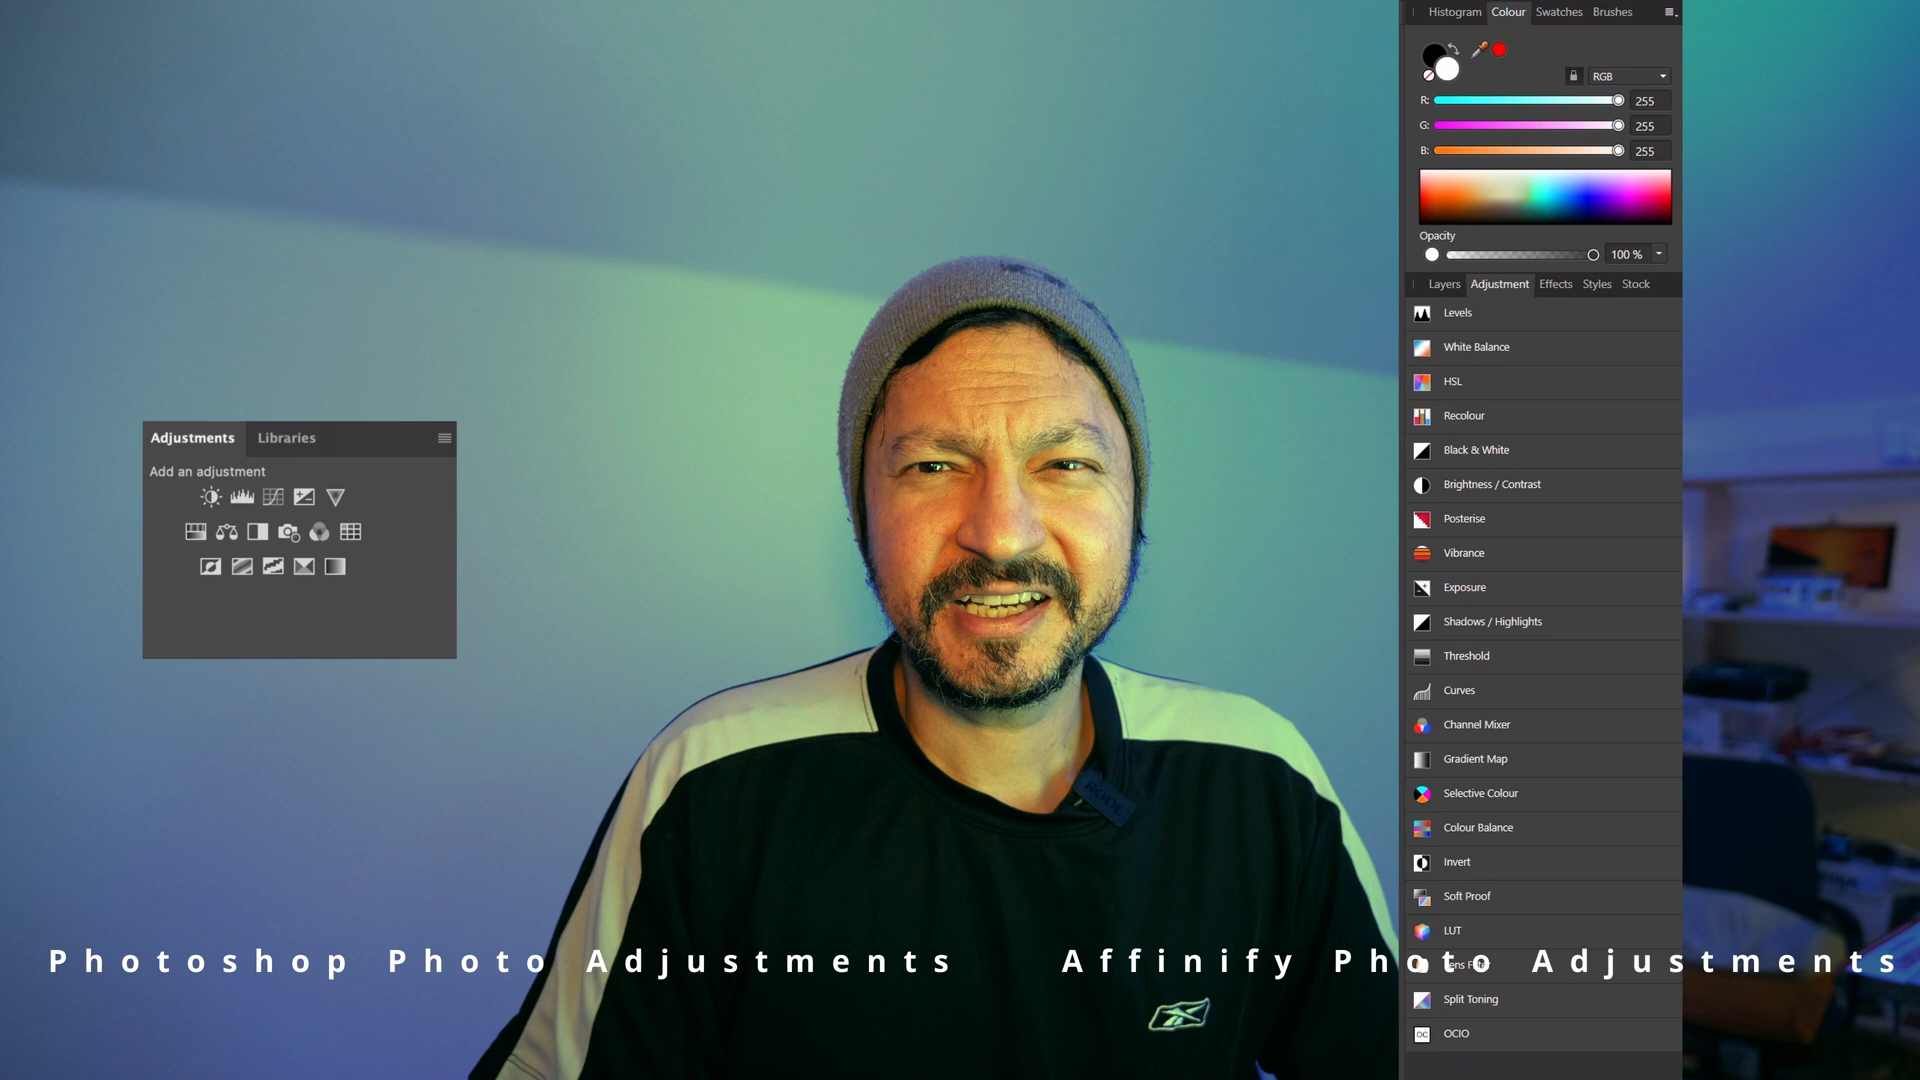 Histogram Colour Swatches Brushes
RGB
R: 255
G: 255
B: 255
Opacity
100 %
Layers Adjustment Effects Styles Stock
Levels
White Balance
HSL
Recolour
Black & White
Brightness / Contrast
Posterise
Vibrance
Exposure
Shadows / Highlights
Threshold
Curves
Channel Mixer
Gradient Map
Selective Colour
Colour Balance
Invert
Soft Proof
LUT
Split Toning
OC OCIO
Adjustments Libraries
Add an adjustment
RODE
Photoshop Photo Adjustments
Affinify Photo Adjustments